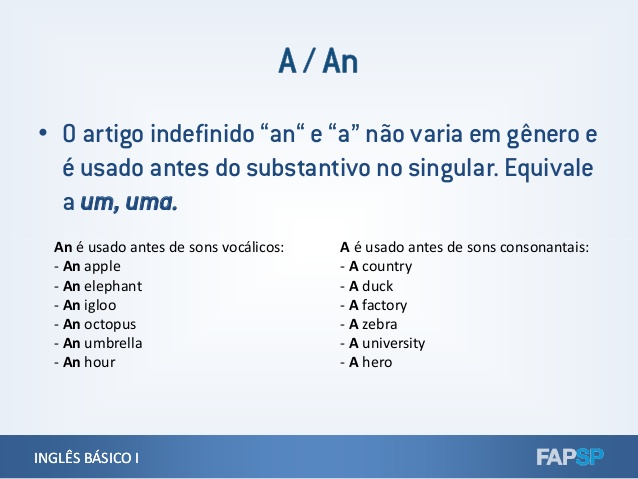 A / An
• O artigo indefinido “an“ e “a” não varia em gênero e
é usado antes do substantivo no singular. Equivale
a um, uma.
An é usado antes de sons vocálicos:
- An apple
- An elephant
- An igloo
- An octopus
- An umbrella
- An hour
A é usado antes de sons consonantais:
- A country
- A duck
- A factory
- A zebra
- A university
- A hero
INGLÊS BÁSICO I
FAPSP